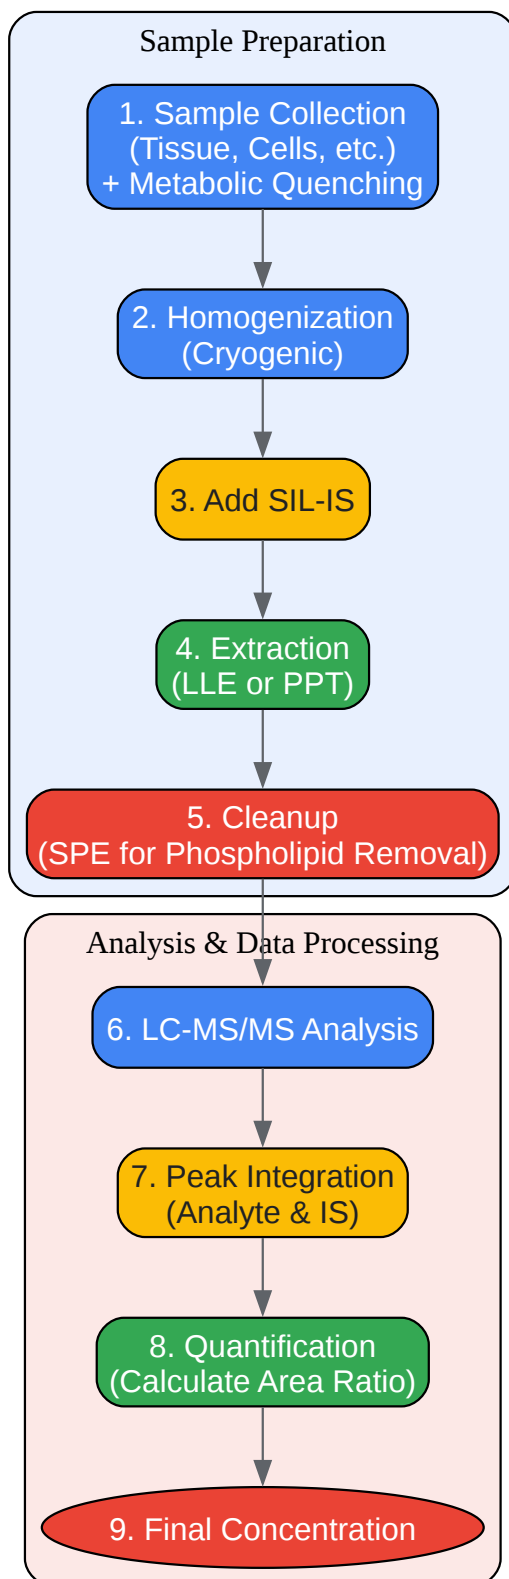 Sample Preparation
1. Sample Collection
(Tissue, Cells, etc.)
+ Metabolic Quenching
2. Homogenization
(Cryogenic)
3. Add SIL-IS
4. Extraction
(LLE or PPT)
5. Cleanup
(SPE for Phospholipid Removal)
Analysis & Data Processing
6. LC-MS/MS Analysis
7. Peak Integration
(Analyte & IS)
8. Quantification
(Calculate Area Ratio)
9. Final Concentration